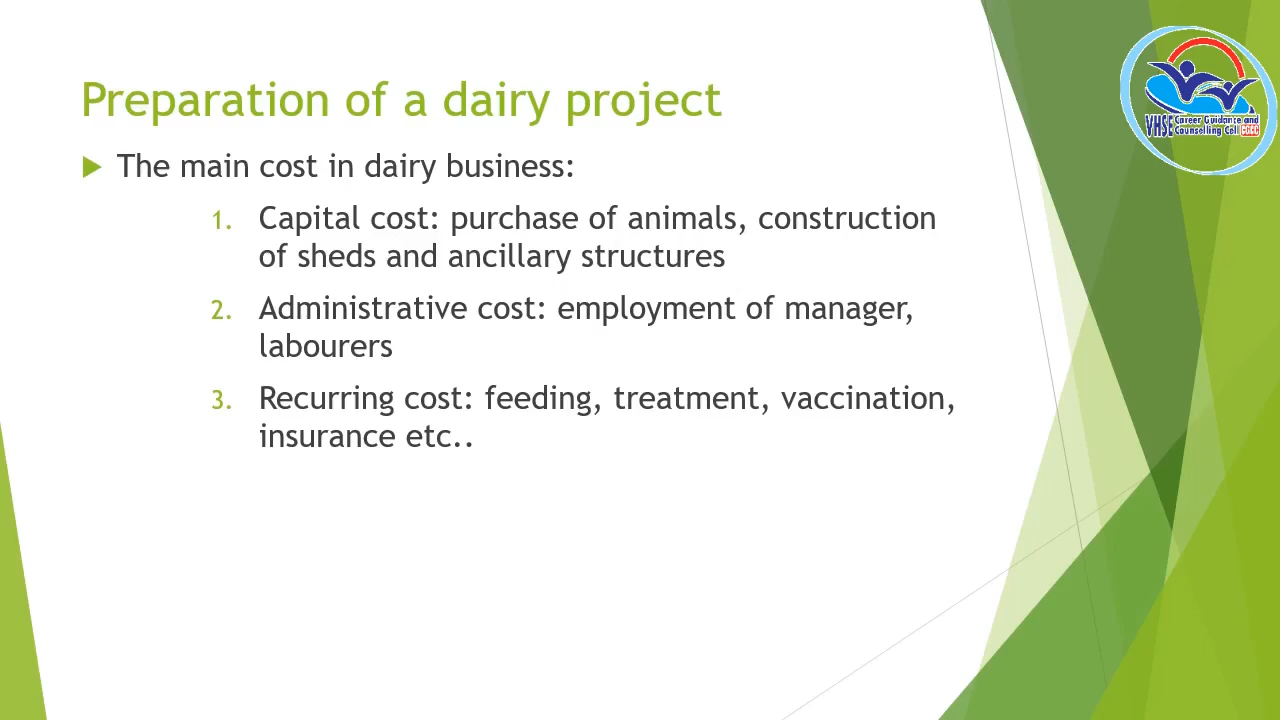 Preparation of a dairy project
The main cost in dairy business:
1. Capital cost: purchase of animals, construction
of sheds and ancillary structures
2. Administrative cost: employment of manager,
labourers
3. Recurring cost: feeding, treatment, vaccination,
insurance etc..
VHSE Career Guidance and
Counselling Cell CGCC